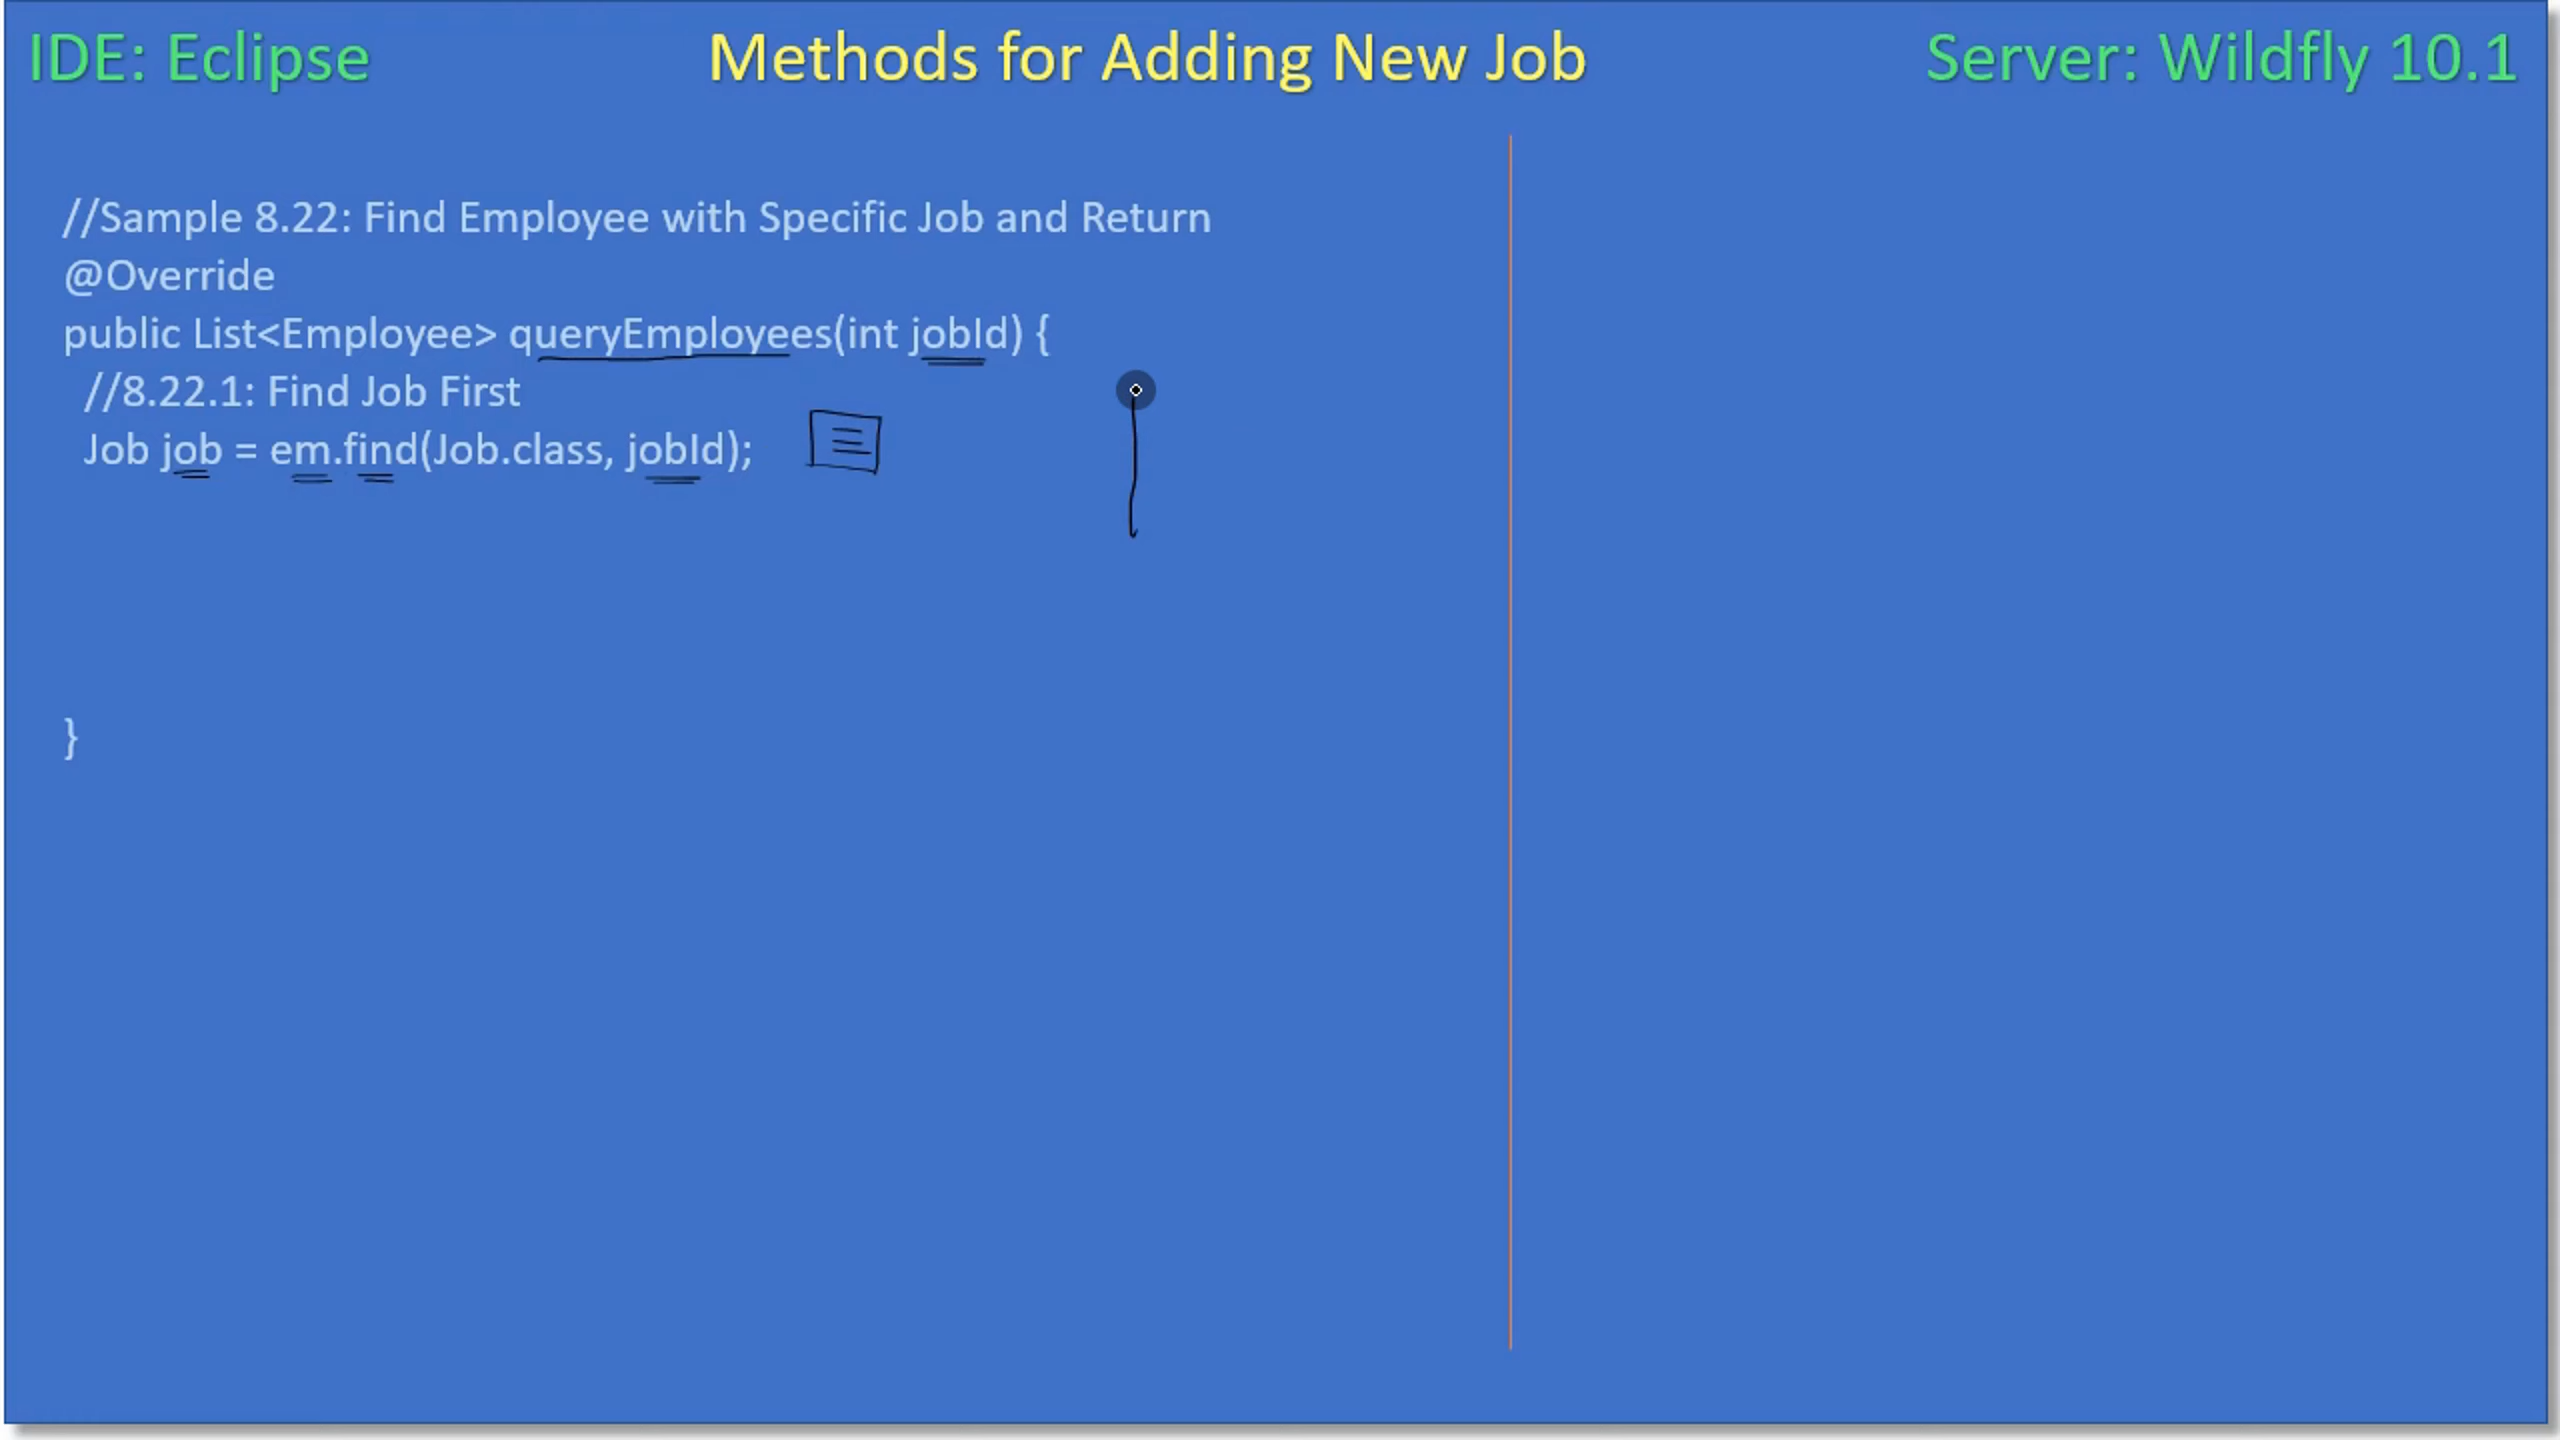 IDE: Eclipse
Methods for Adding New Job
Server: Wildfly 10.1
//Sample 8.22: Find Employee with Specific Job and Return
@Override
public List<Employee> queryEmployees(int jobId) {
//8.22.1: Find Job First
Job job = em.find(Job.class, jobId);
}